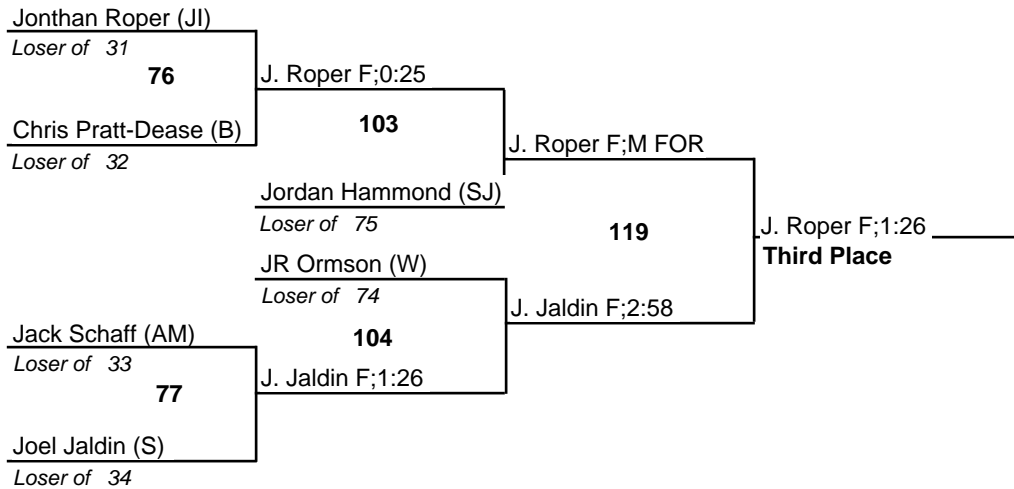 Jonthan Roper (JI)
Loser of 31
76
J. Roper F;0:25
Chris Pratt-Dease (B)
Loser of 32
103
J. Roper F;M FOR
Jordan Hammond (SJ)
Loser of 75
119
J. Roper F;1:26
Third Place
JR Ormson (W)
Loser of 74
J. Jaldin F;2:58
Jack Schaff (AM)
Loser of 33
104
77
J. Jaldin F;1:26
Joel Jaldin (S)
Loser of 34